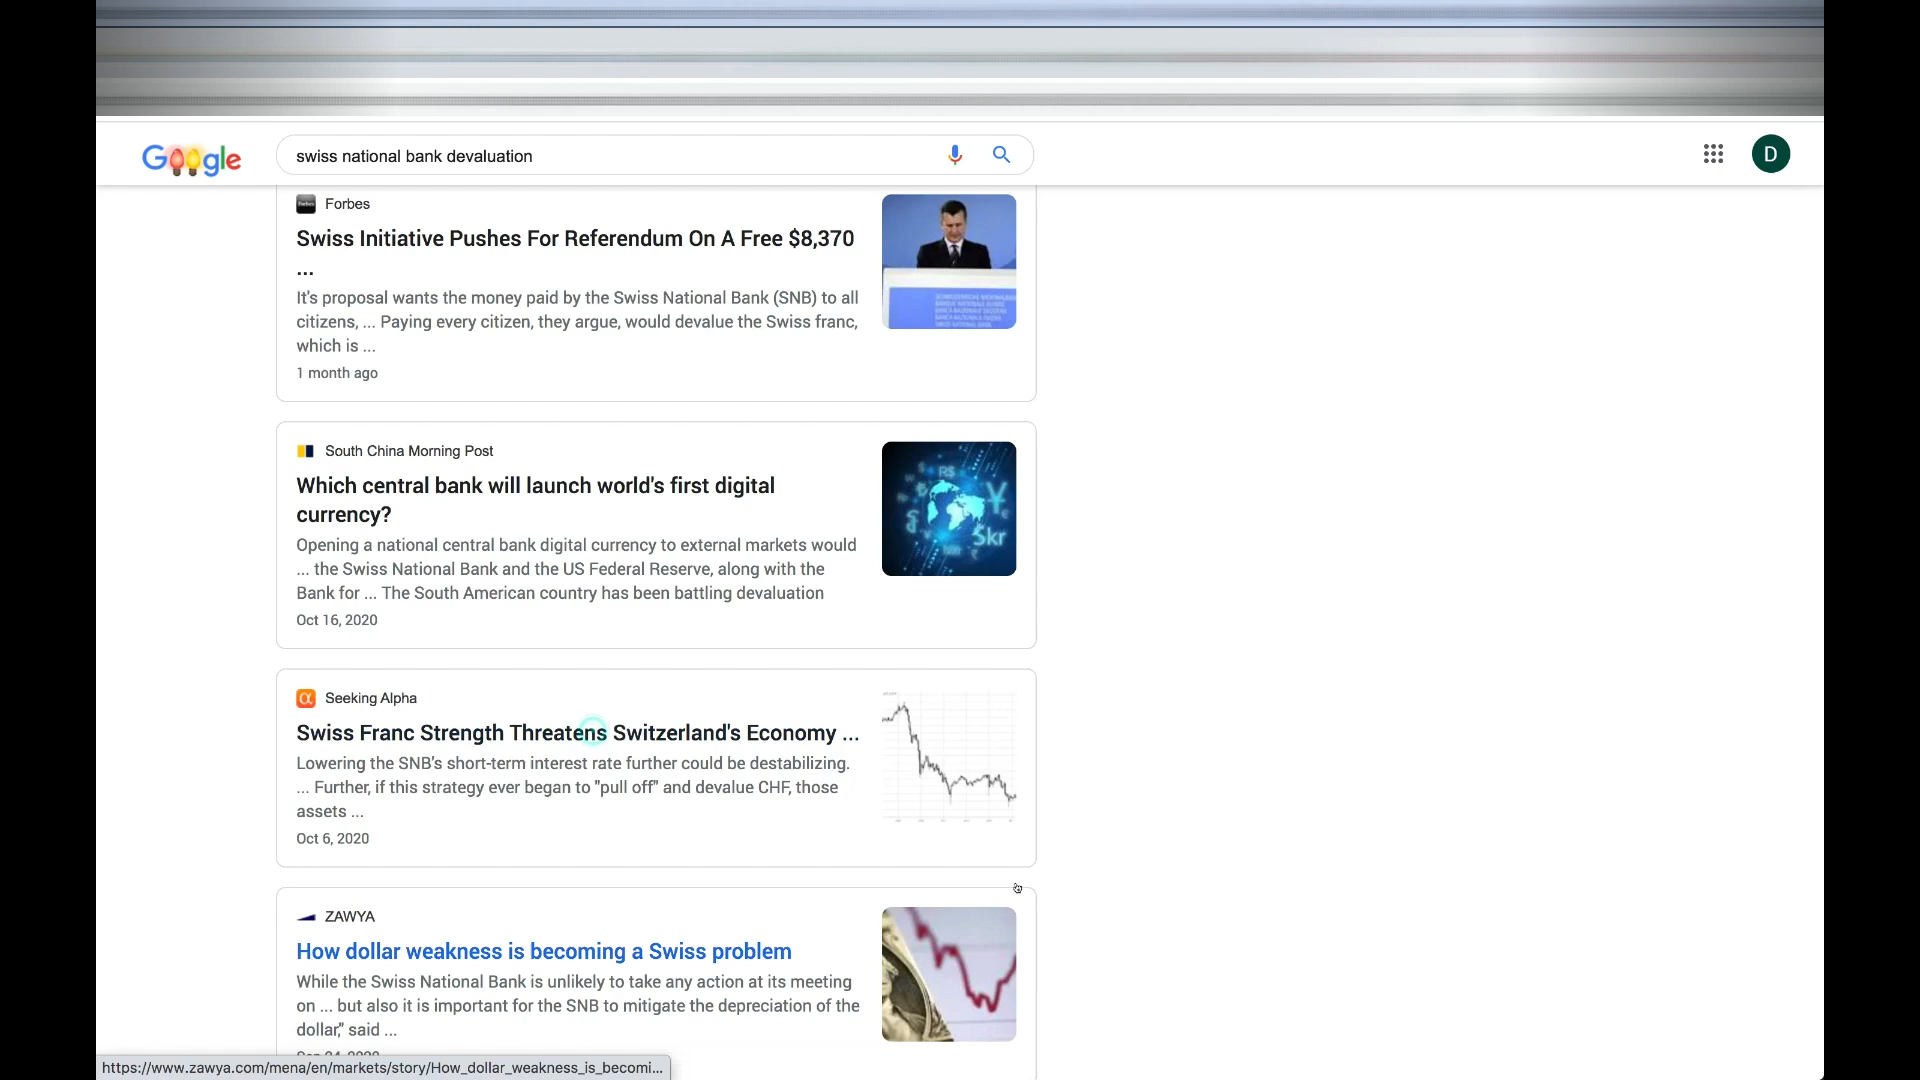 Google
swiss national bank devaluation
D
Forbes
Swiss Initiative Pushes For Referendum On A Free $8,370
...
It's proposal wants the money paid by the Swiss National Bank (SNB) to all
citizens, ... Paying every citizen, they argue, would devalue the Swiss franc,
which is ...
1 month ago
South China Morning Post
Which central bank will launch world's first digital
currency?
Opening a national central bank digital currency to external markets would
... the Swiss National Bank and the US Federal Reserve, along with the
Bank for ... The South American country has been battling devaluation
Oct 16, 2020
R$
¥
$kr
Seeking Alpha
Swiss Franc Strength Threatens Switzerland's Economy ...
Lowering the SNB's short-term interest rate further could be destabilizing.
... Further, if this strategy ever began to "pull off" and devalue CHF, those
assets ...
Oct 6, 2020
ZAWYA
How dollar weakness is becoming a Swiss problem
While the Swiss National Bank is unlikely to take any action at its meeting
on ... but also it is important for the SNB to mitigate the depreciation of the
dollar," said ...
https://www.zawya.com/mena/en/markets/story/How_dollar_weakness_is_becomi...